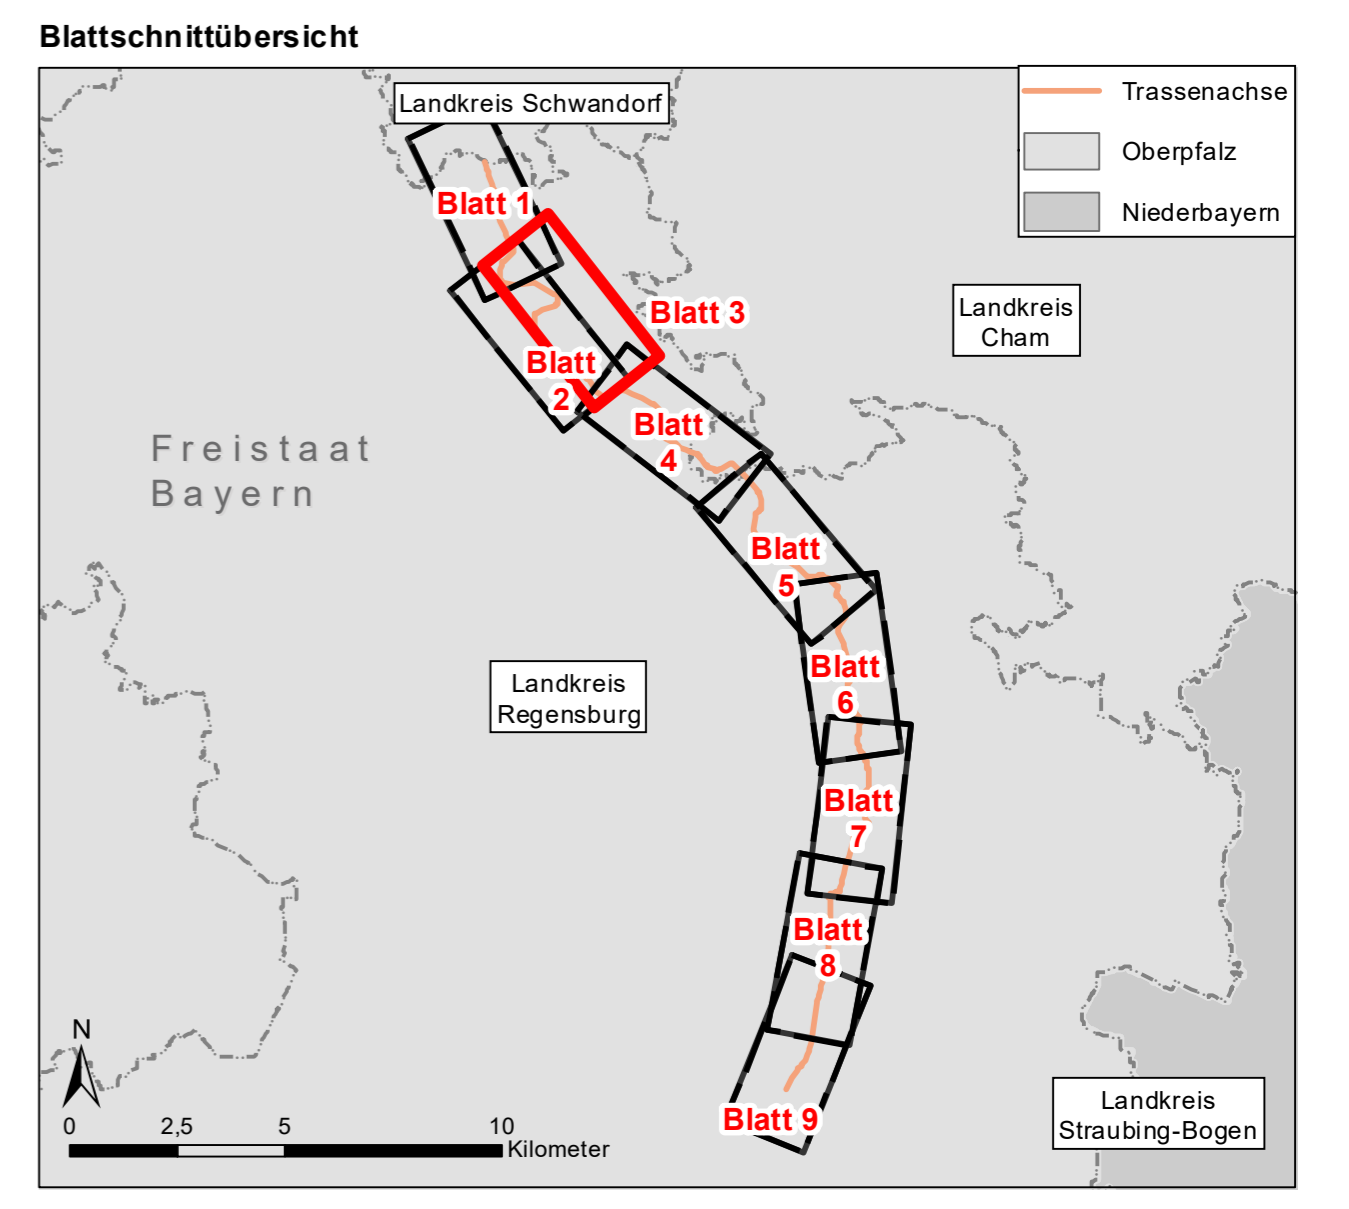 Blattschnittübersicht
Landkreis Schwandorf
Trassenachse
Oberpfalz
Niederbayern
Blatt 1
Landkreis
Cham
Blatt 3
Blatt
2
Blatt
4
Freistaat
Bayern
Blatt
5
Landkreis
Regensburg
Blatt
6
Blatt
7
Blatt
8
N
0 2,5 5 10
Kilometer
Blatt 9
Landkreis
Straubing-Bogen